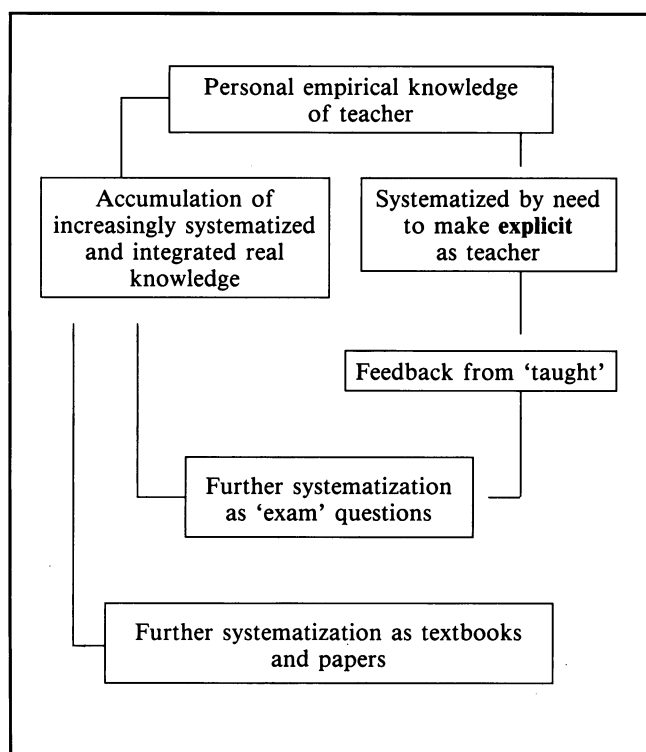 Personal empirical knowledge
of teacher
Accumulation of
increasingly systematized
and integrated real
knowledge
Systematized by need
to make explicit
as teacher
Feedback from ‘taught’
Further systematization
as ‘exam’ questions
Further systematization as textbooks
and papers